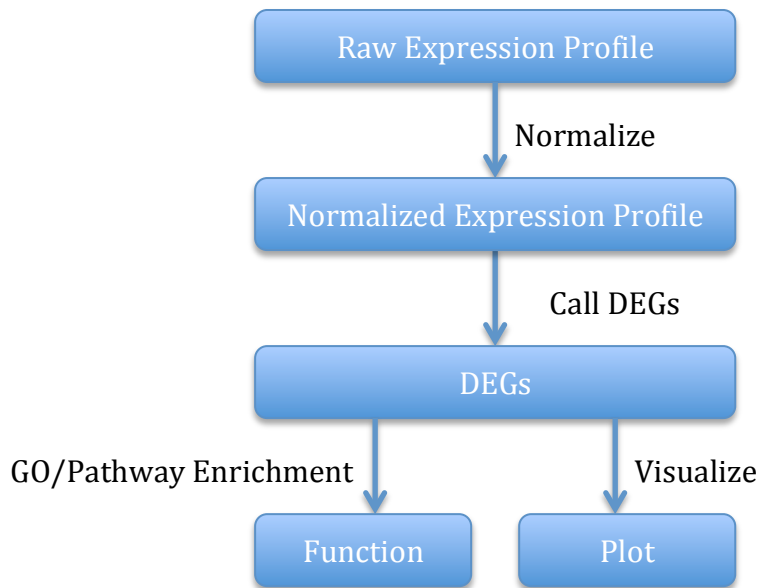 Raw Expression Profile
Normalize
Normalized Expression Profile
Call DEGs
DEGs
GO/Pathway Enrichment
Visualize
Function
Plot